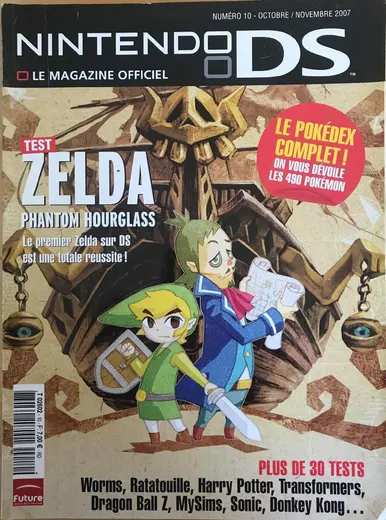 NUMÉRO 10 - OCTOBRE / NOVEMBRE 2007
NINTENDO DS™
LE MAGAZINE OFFICIEL
TEST
ZELDA
PHANTOM HOURGLASS
Le premier Zelda sur DS
est une totale réussite !
LE POKÉDEX
COMPLET !
ON VOUS DÉVOILE
LES 490 POKÉMON
PLUS DE 30 TESTS
Worms, Ratatouille, Harry Potter, Transformers,
Dragon Ball Z, MySims, Sonic, Donkey Kong...
Future